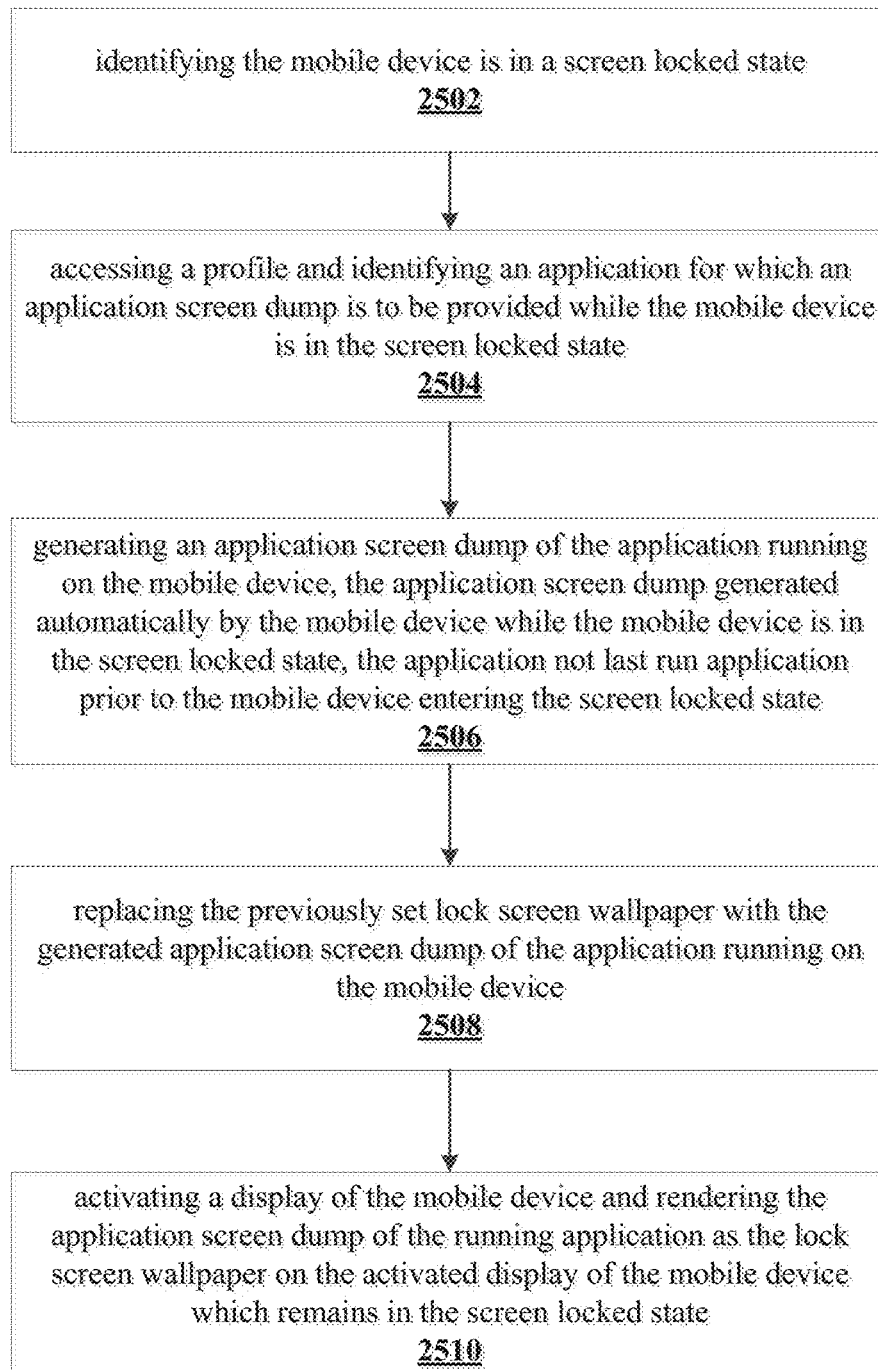 identifying the mobile device is in a screen locked state
2502
accessing a profile and identifying an application for which an
application screen dump is to be provided while the mobile device
is in the screen locked state
2504
generating an application screen dump of the application running
on the mobile device, the application screen dump generated
automatically by the mobile device while the mobile device is in
the screen locked state, the application not last run application
prior to the mobile device entering the screen locked state
2506
replacing the previously set lock screen wallpaper with the
generated application screen dump of the application running on
the mobile device
2508
activating a display of the mobile device and rendering the
application screen dump of the running application as the lock
screen wallpaper on the activated display of the mobile device
which remains in the screen locked state
2510